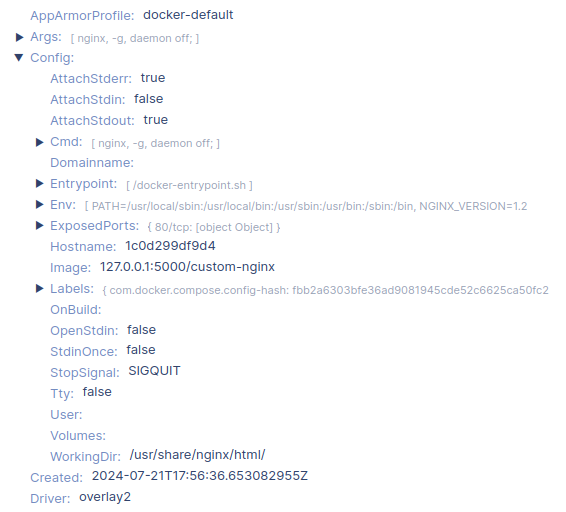 AppArmorProfile: docker-default
Args: [ nginx, -g, daemon off; ]
Config:
AttachStderr: true
AttachStdin: false
AttachStdout: true
Cmd: [ nginx, -g, daemon off; ]
Domainname:
Entrypoint: [ /docker-entrypoint.sh ]
Env: [ PATH=/usr/local/sbin:/usr/local/bin:/usr/sbin:/usr/bin:/sbin:/bin, NGINX_VERSION=1.2
ExposedPorts: { 80/tcp: [object Object] }
Hostname: 1c0d299df9d4
Image: 127.0.0.1:5000/custom-nginx
Labels: { com.docker.compose.config-hash: fbb2a6303bfe36ad9081945cde52c6625ca50fc2
OnBuild:
OpenStdin: false
StdinOnce: false
StopSignal: SIGQUIT
Tty: false
User:
Volumes:
WorkingDir: /usr/share/nginx/html/
Created: 2024-07-21T17:56:36.653082955Z
Driver: overlay2